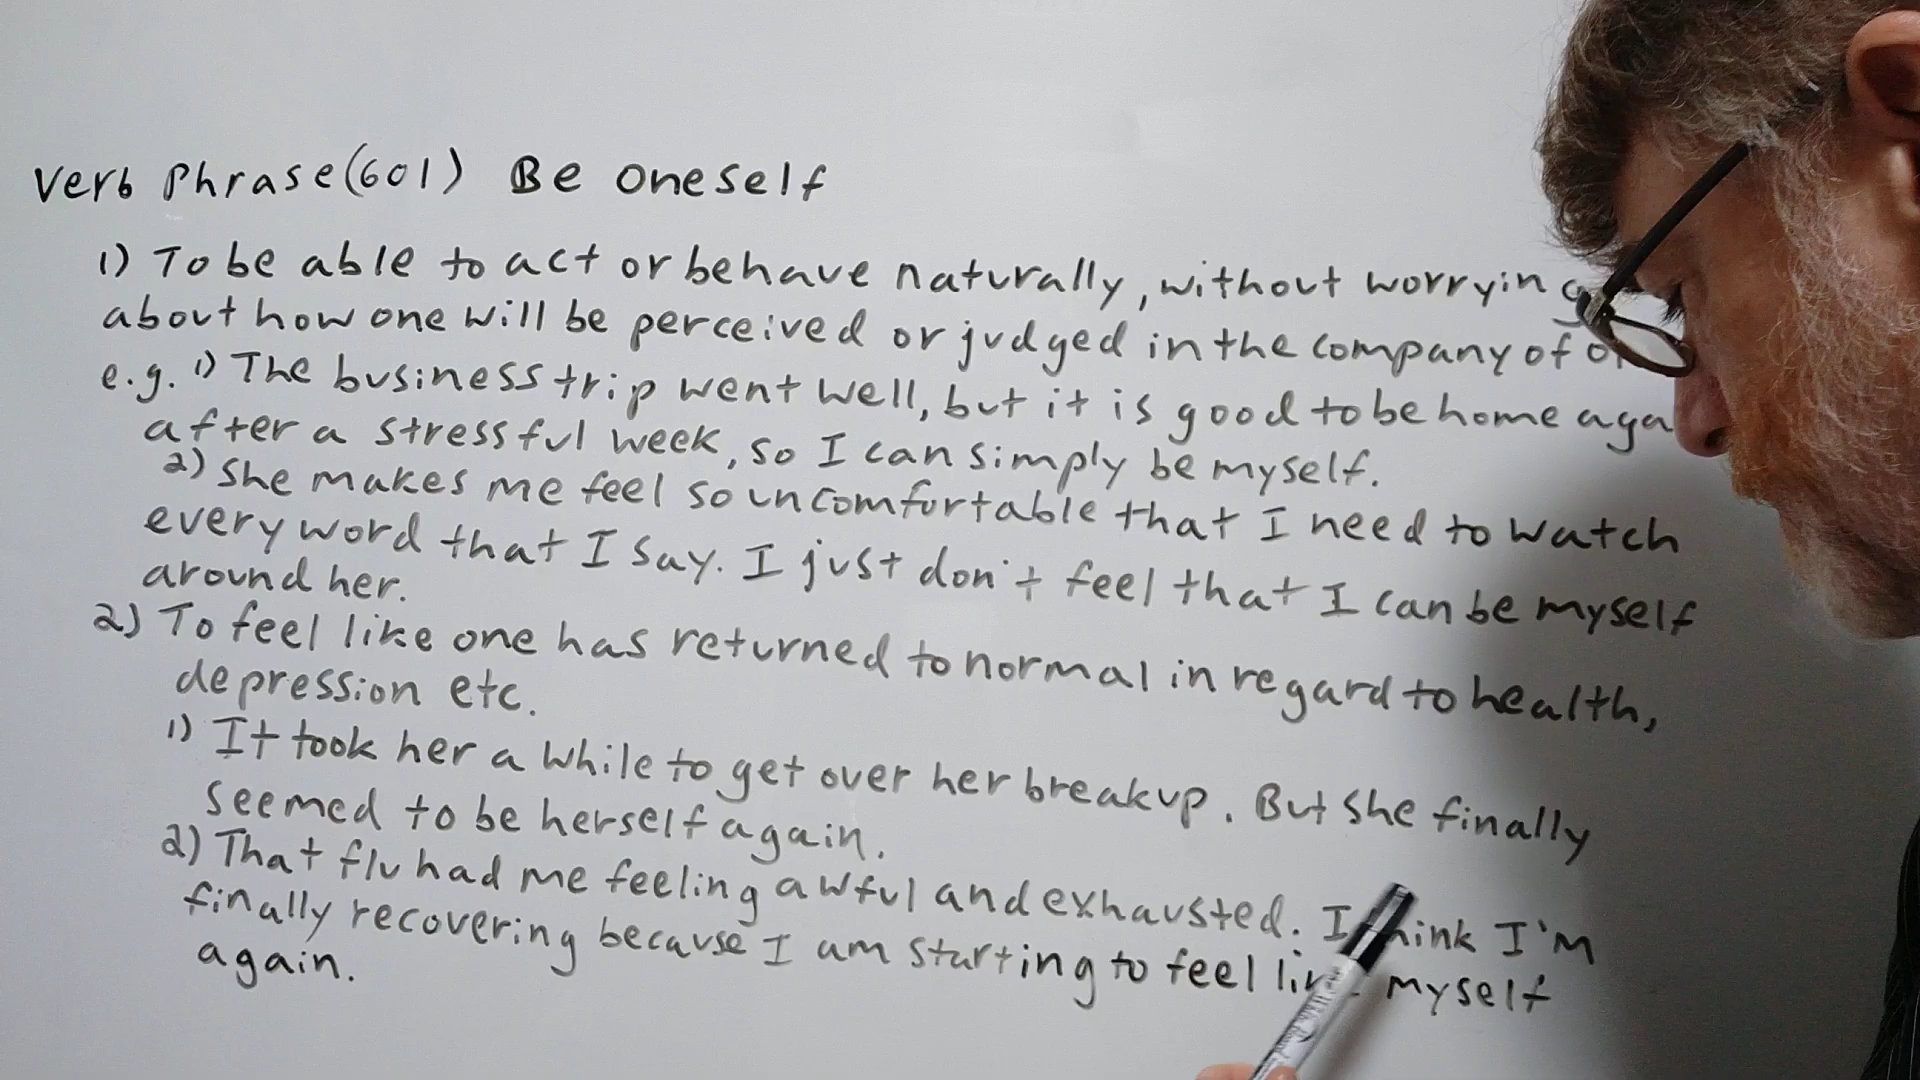 Verb Phrase(601) Be oneself
1) To be able to act or behave naturally, without worrying
about how one will be perceived or judged in the company of
e.g. 1) The business trip went well, but it is good to be home
after a stressful week, so I can simply be myself.
2) She makes me feel so uncomfortable that I need to watch
every word that I say. I just don't feel that I can be myself
around her.
2) To feel like one has returned to normal in regard to health,
depression etc.
1) It took her a while to get over her breakup. But she finally
seemed to be herself again.
2) That flu had me feeling awful and exhausted. I think I'm
finally recovering because I am starting to feel like myself
again.